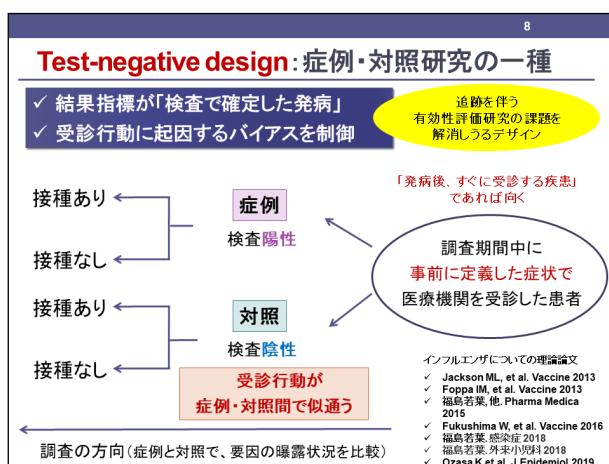 8
Test-negative design:症例・対照研究の一種
✓ 結果指標が「検査で確定した発病」
✓ 受診行動に起因するバイアスを制御
追跡を伴う
有効性評価研究の課題を
解消しうるデザイン
「発病後、すぐに受診する疾患」
であれば向く
接種あり
接種なし
症例
検査陽性
調査期間中に
事前に定義した症状で
医療機関を受診した患者
接種あり
接種なし
対照
検査陰性
受診行動が
症例・対照間で似通う
インフルエンザについての理論論文
✓ Jackson ML, et al. Vaccine 2013
✓ Foppa IM, et al. Vaccine 2013
✓ 福島若葉, 他. Pharma Medica
2015
✓ Fukushima W, et al. Vaccine 2016
✓ 福島若葉. 感染症 2018
✓ 福島若葉. 外来小児科 2018
✓ Ozasa K, et al. J Epidemiol 2019
調査の方向(症例と対照で、要因の曝露状況を比較)